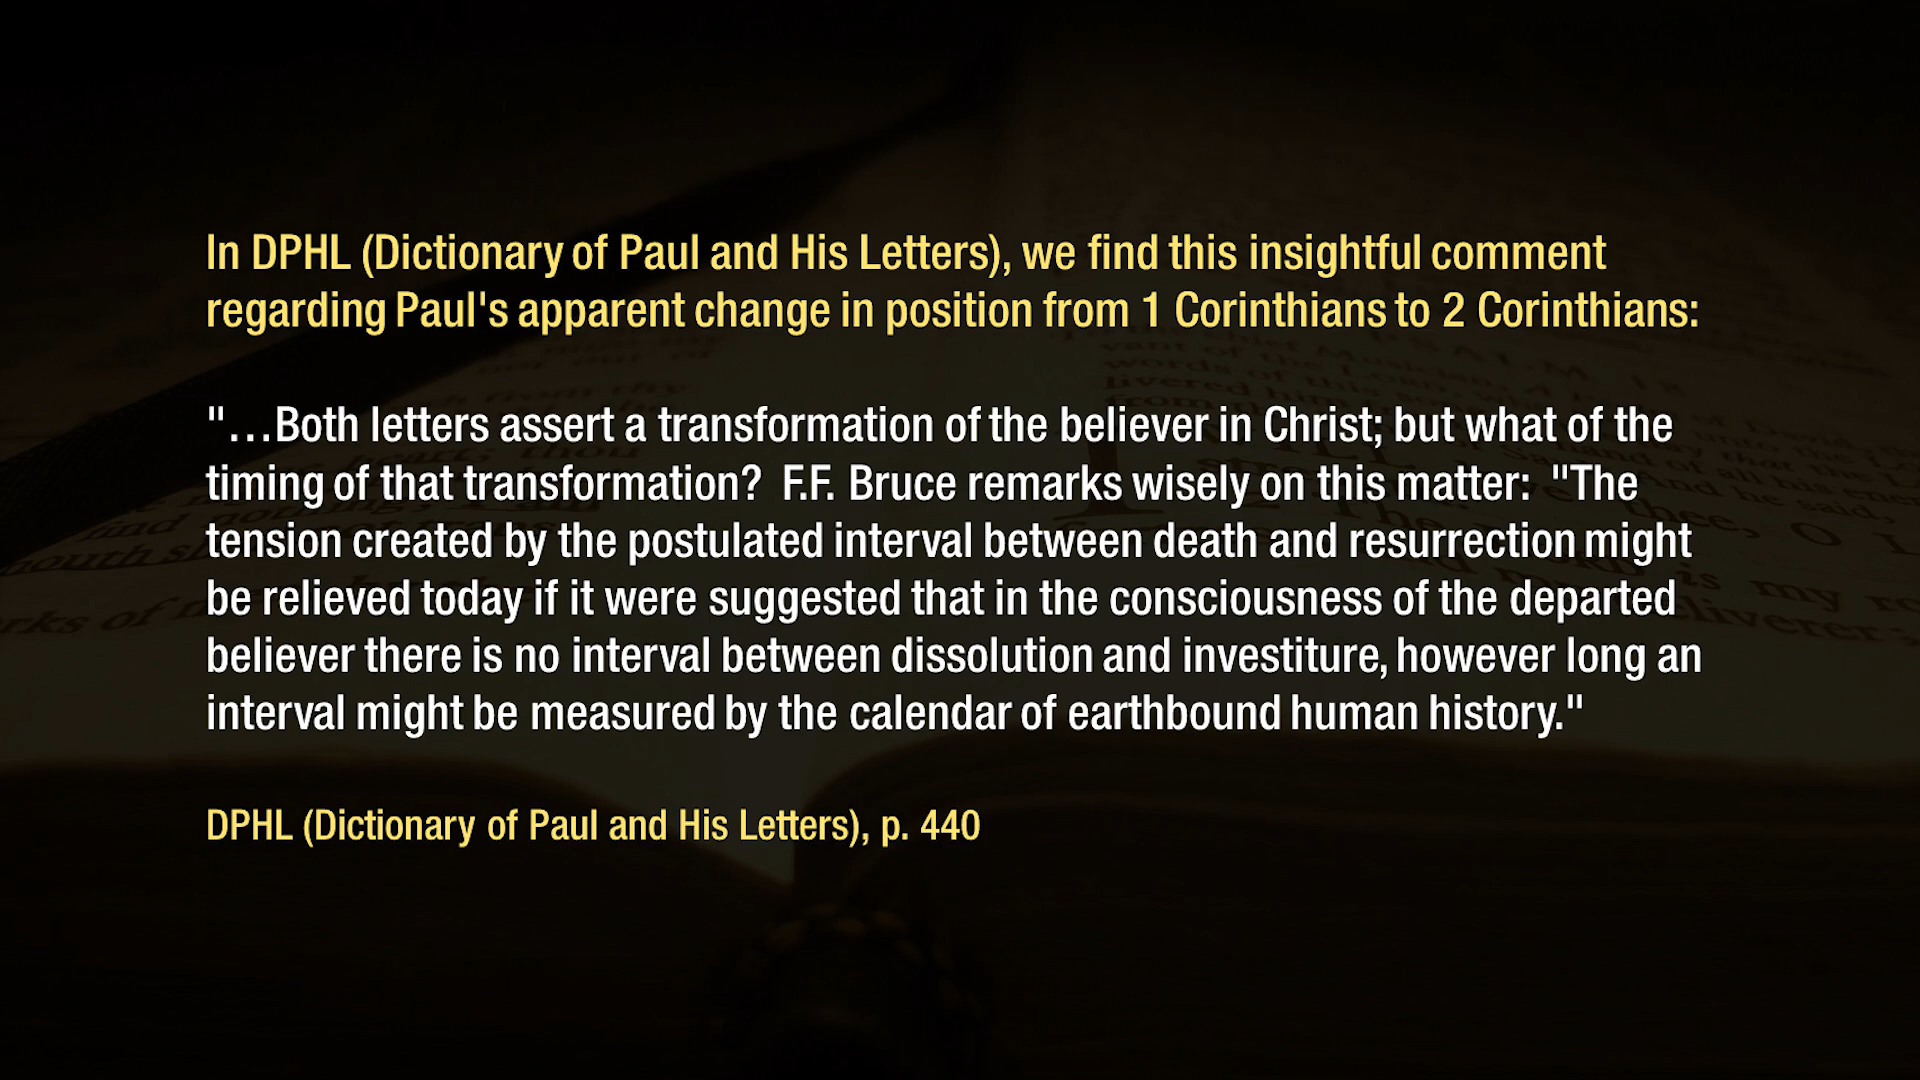 In DPHL (Dictionary of Paul and His Letters), we find this insightful comment
regarding Paul's apparent change in position from 1 Corinthians to 2 Corinthians:
"...Both letters assert a transformation of the believer in Christ; but what of the
timing of that transformation?  F.F. Bruce remarks wisely on this matter:  "The
tension created by the postulated interval between death and resurrection might
be relieved today if it were suggested that in the consciousness of the departed
believer there is no interval between dissolution and investiture, however long an
interval might be measured by the calendar of earthbound human history."
DPHL (Dictionary of Paul and His Letters), p. 440